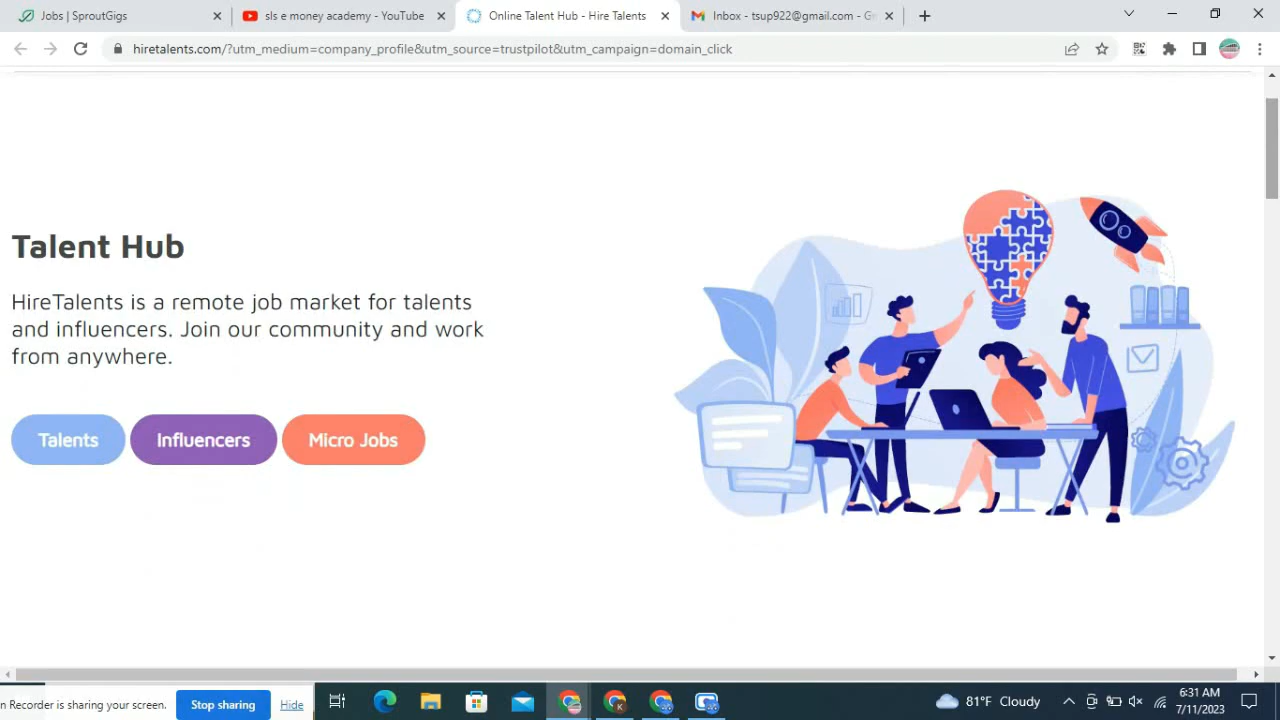 Jobs | SproutGigs
sls e money academy - YouTube
Online Talent Hub - Hire Talents
Inbox - tsup922@gmail.com - Gm
hiretalents.com/?utm_medium=company_profile&utm_source=trustpilot&utm_campaign=domain_click
Talent Hub
HireTalents is a remote job market for talents
and influencers. Join our community and work
from anywhere.
Talents
Influencers
Micro Jobs
n Recorder is sharing your screen.
Stop sharing
Hide
81°F Cloudy
6:31 AM
7/11/2023